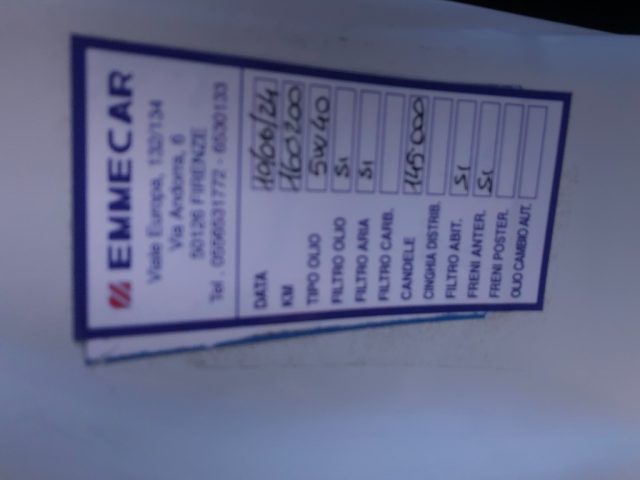 EMMECAR
Viale Europa, 132/134
Via Andorra, 6
50126 FIRENZE
Tel. 0556531772 - 6530133
DATA 10/06/24
KM 160200
TIPO OLIO 5W40
FILTRO OLIO SI
FILTRO ARIA SI
FILTRO CARB.
CANDELE 145000
CINGHIA DISTRIB.
FILTRO ABIT. SI
FRENI ANTER. SI
FRENI POSTER.
OLIO CAMBIO AUT.